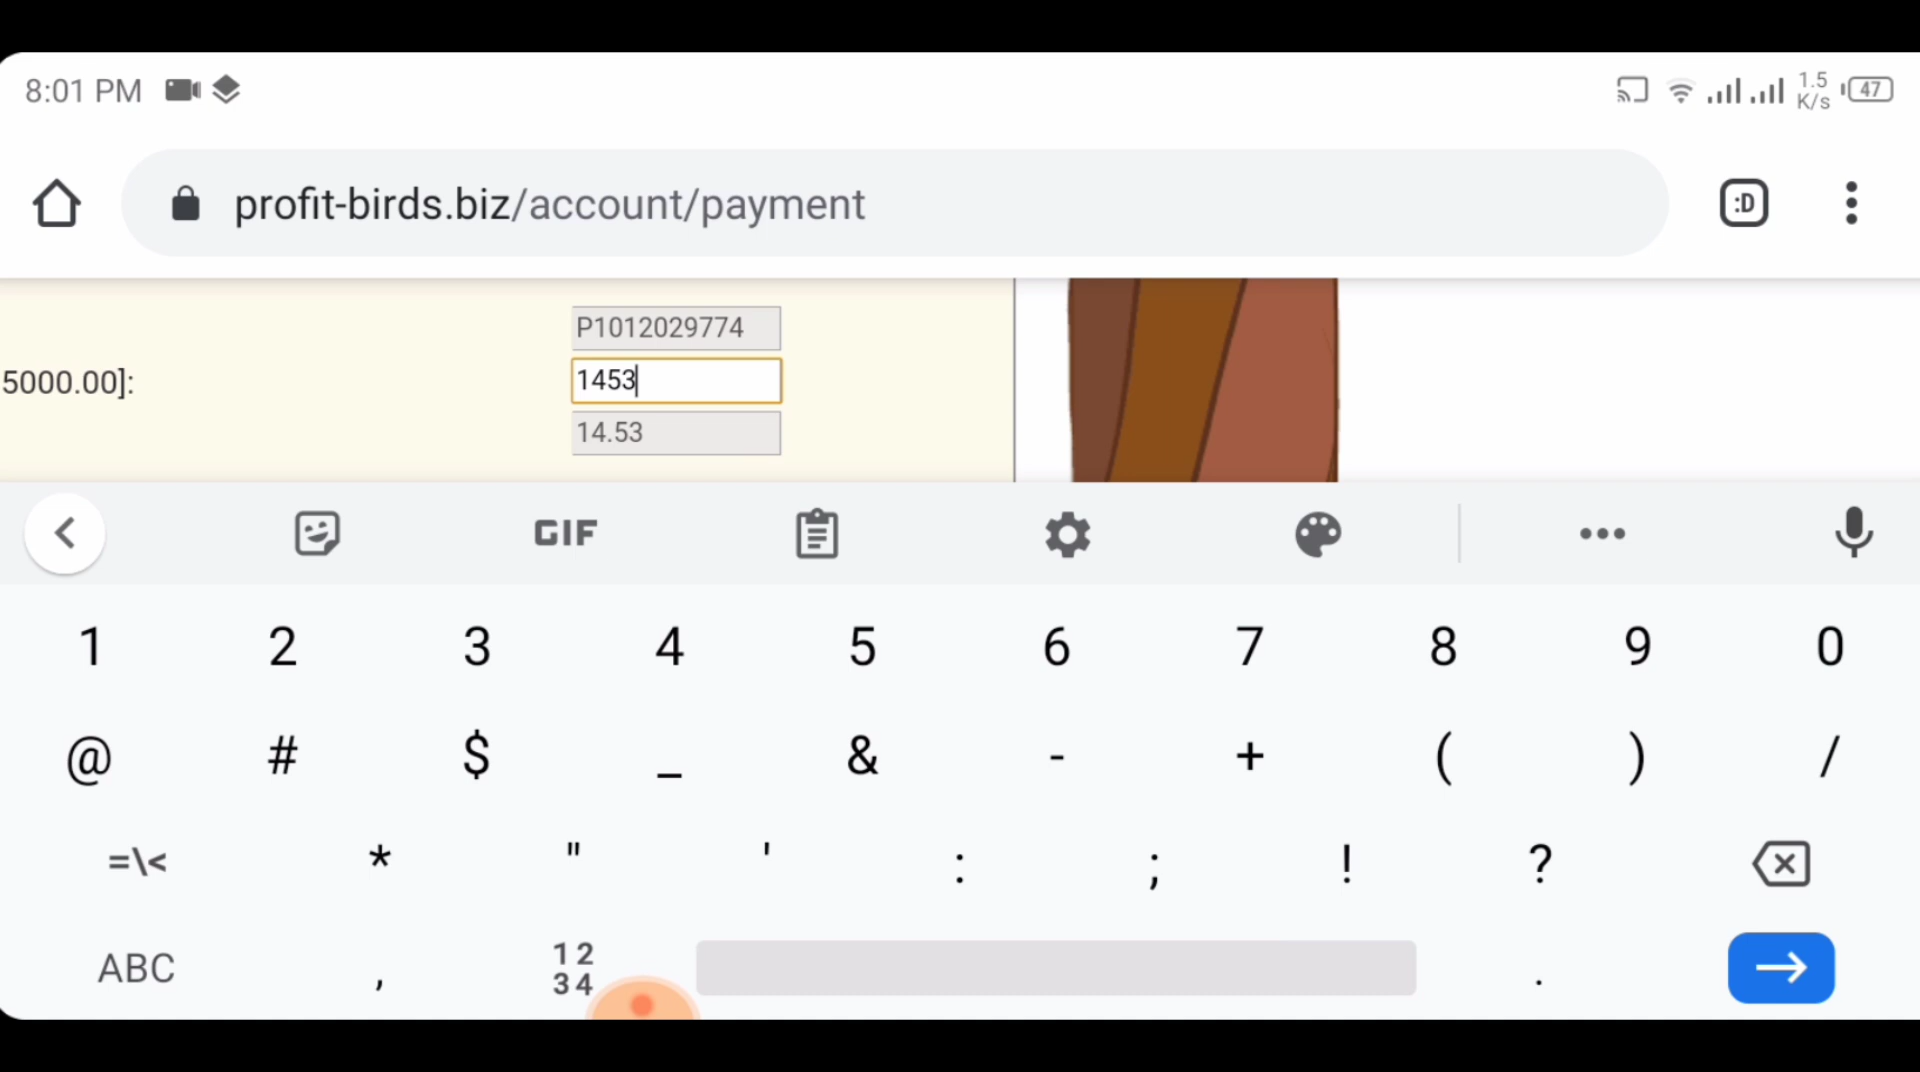 8:01 PM
1.5
K/s
47
profit-birds.biz/account/payment
:D
P1012029774
5000.00]:
1453
14.53
GIF
1 2 3 4 5 6 7 8 9 0
@ # $ _ & - + ( ) /
=\< * " ' : ; ! ?
ABC , 1 2 .
3 4